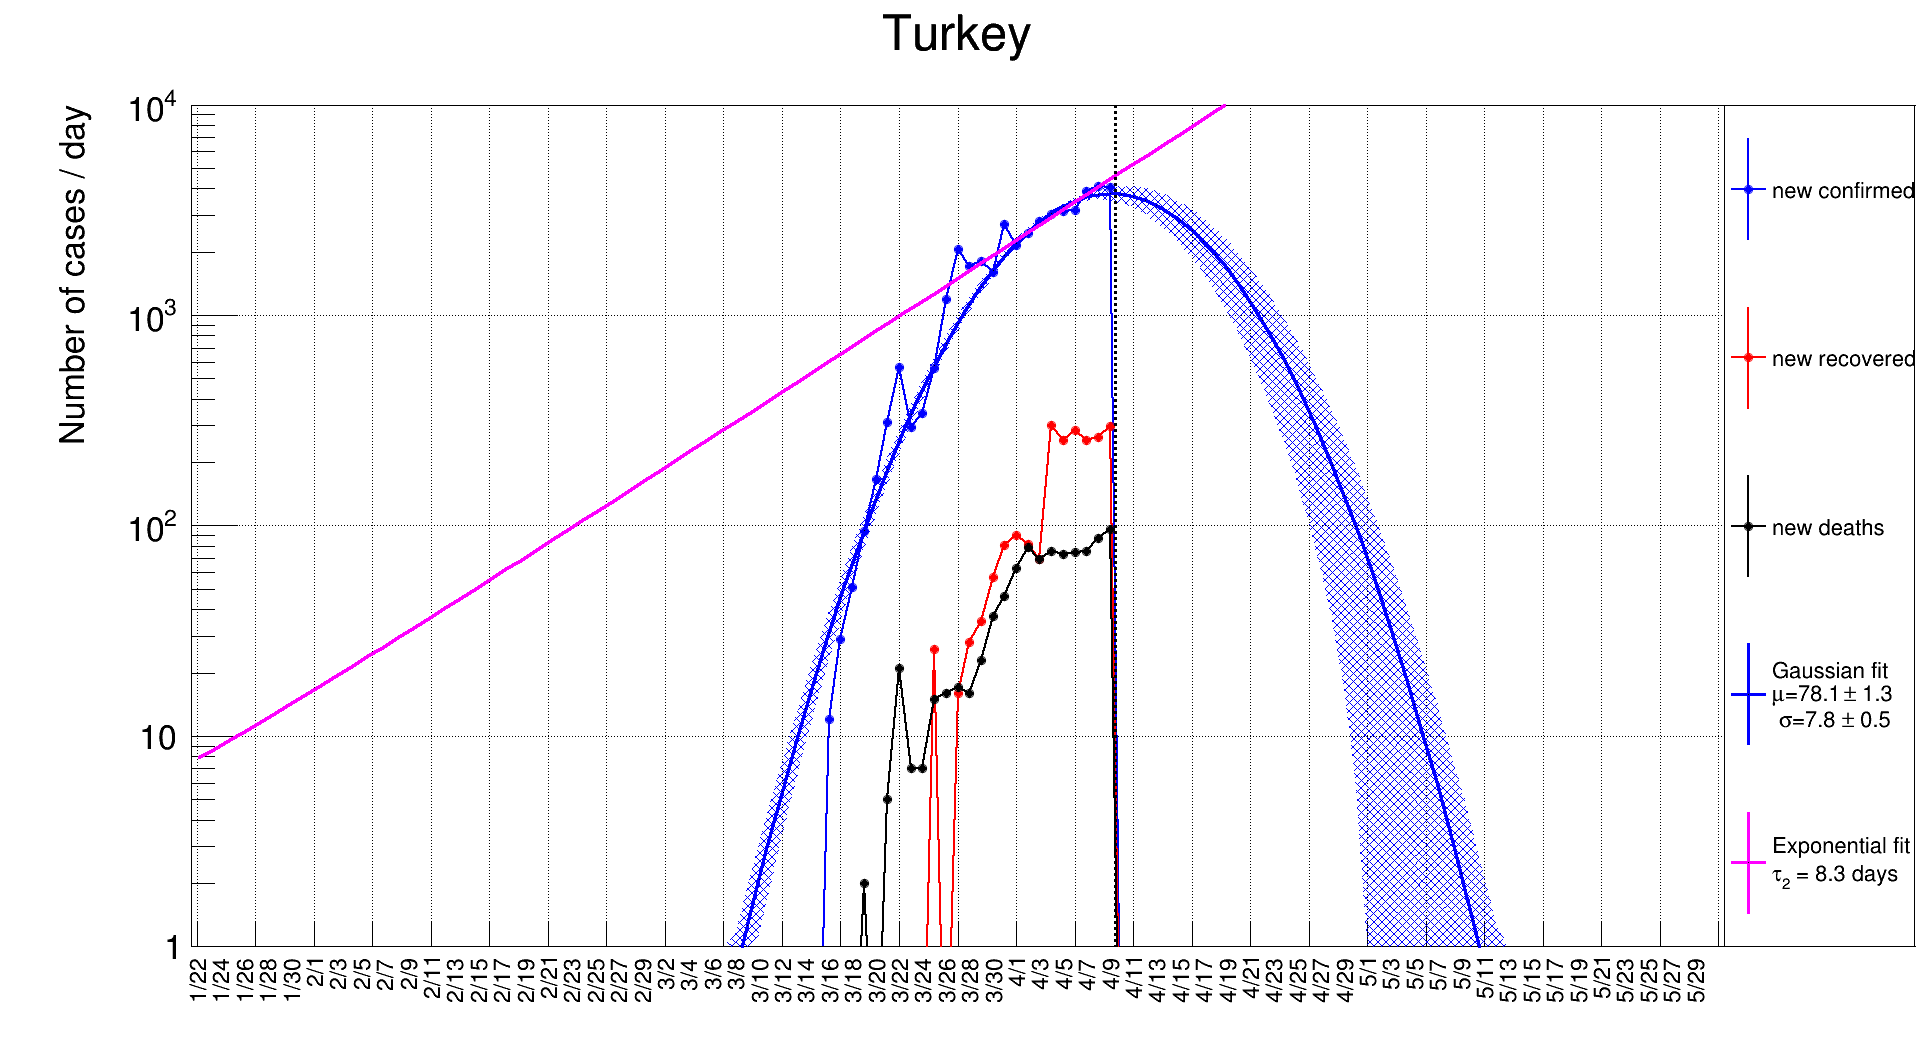 Turkey
Number of cases / day
10^4
10^3
10^2
10
1
1/22 1/24 1/26 1/28 1/30 2/1 2/3 2/5 2/7 2/9 2/11 2/13 2/15 2/17 2/19 2/21 2/23 2/25 2/27 2/29 3/2 3/4 3/6 3/8 3/10 3/12 3/14 3/16 3/18 3/20 3/22 3/24 3/26 3/28 3/30 4/1 4/3 4/5 4/7 4/9 4/11 4/13 4/15 4/17 4/19 4/21 4/23 4/25 4/27 4/29 5/1 5/3 5/5 5/7 5/9 5/11 5/13 5/15 5/17 5/19 5/21 5/23 5/25 5/27 5/29
new confirmed
new recovered
new deaths
Gaussian fit
μ=78.1 ± 1.3
σ=7.8 ± 0.5
Exponential fit
τ₂ = 8.3 days